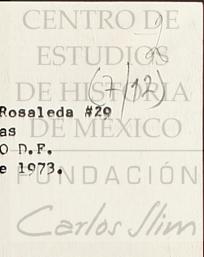 CENTRO DE
ESTUDIOS
DE HISTORIA
DE MÉXICO
(7/12)
Rosaleda #29
as
O D.F.
e 1973.
FUNDACIÓN
Carlos Slim